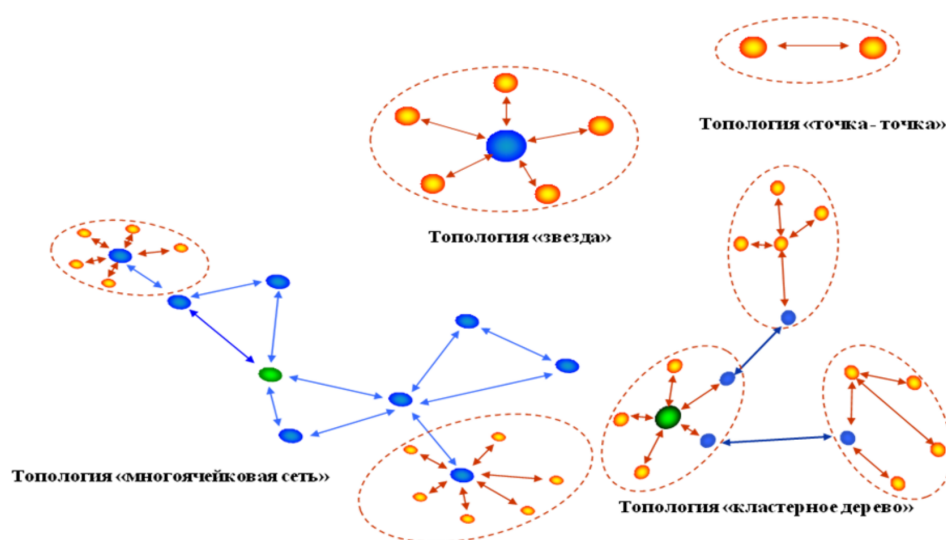 Топология «точка - точка»
Топология «звезда»
Топология «многоячейковая сеть»
Топология «кластерное дерево»